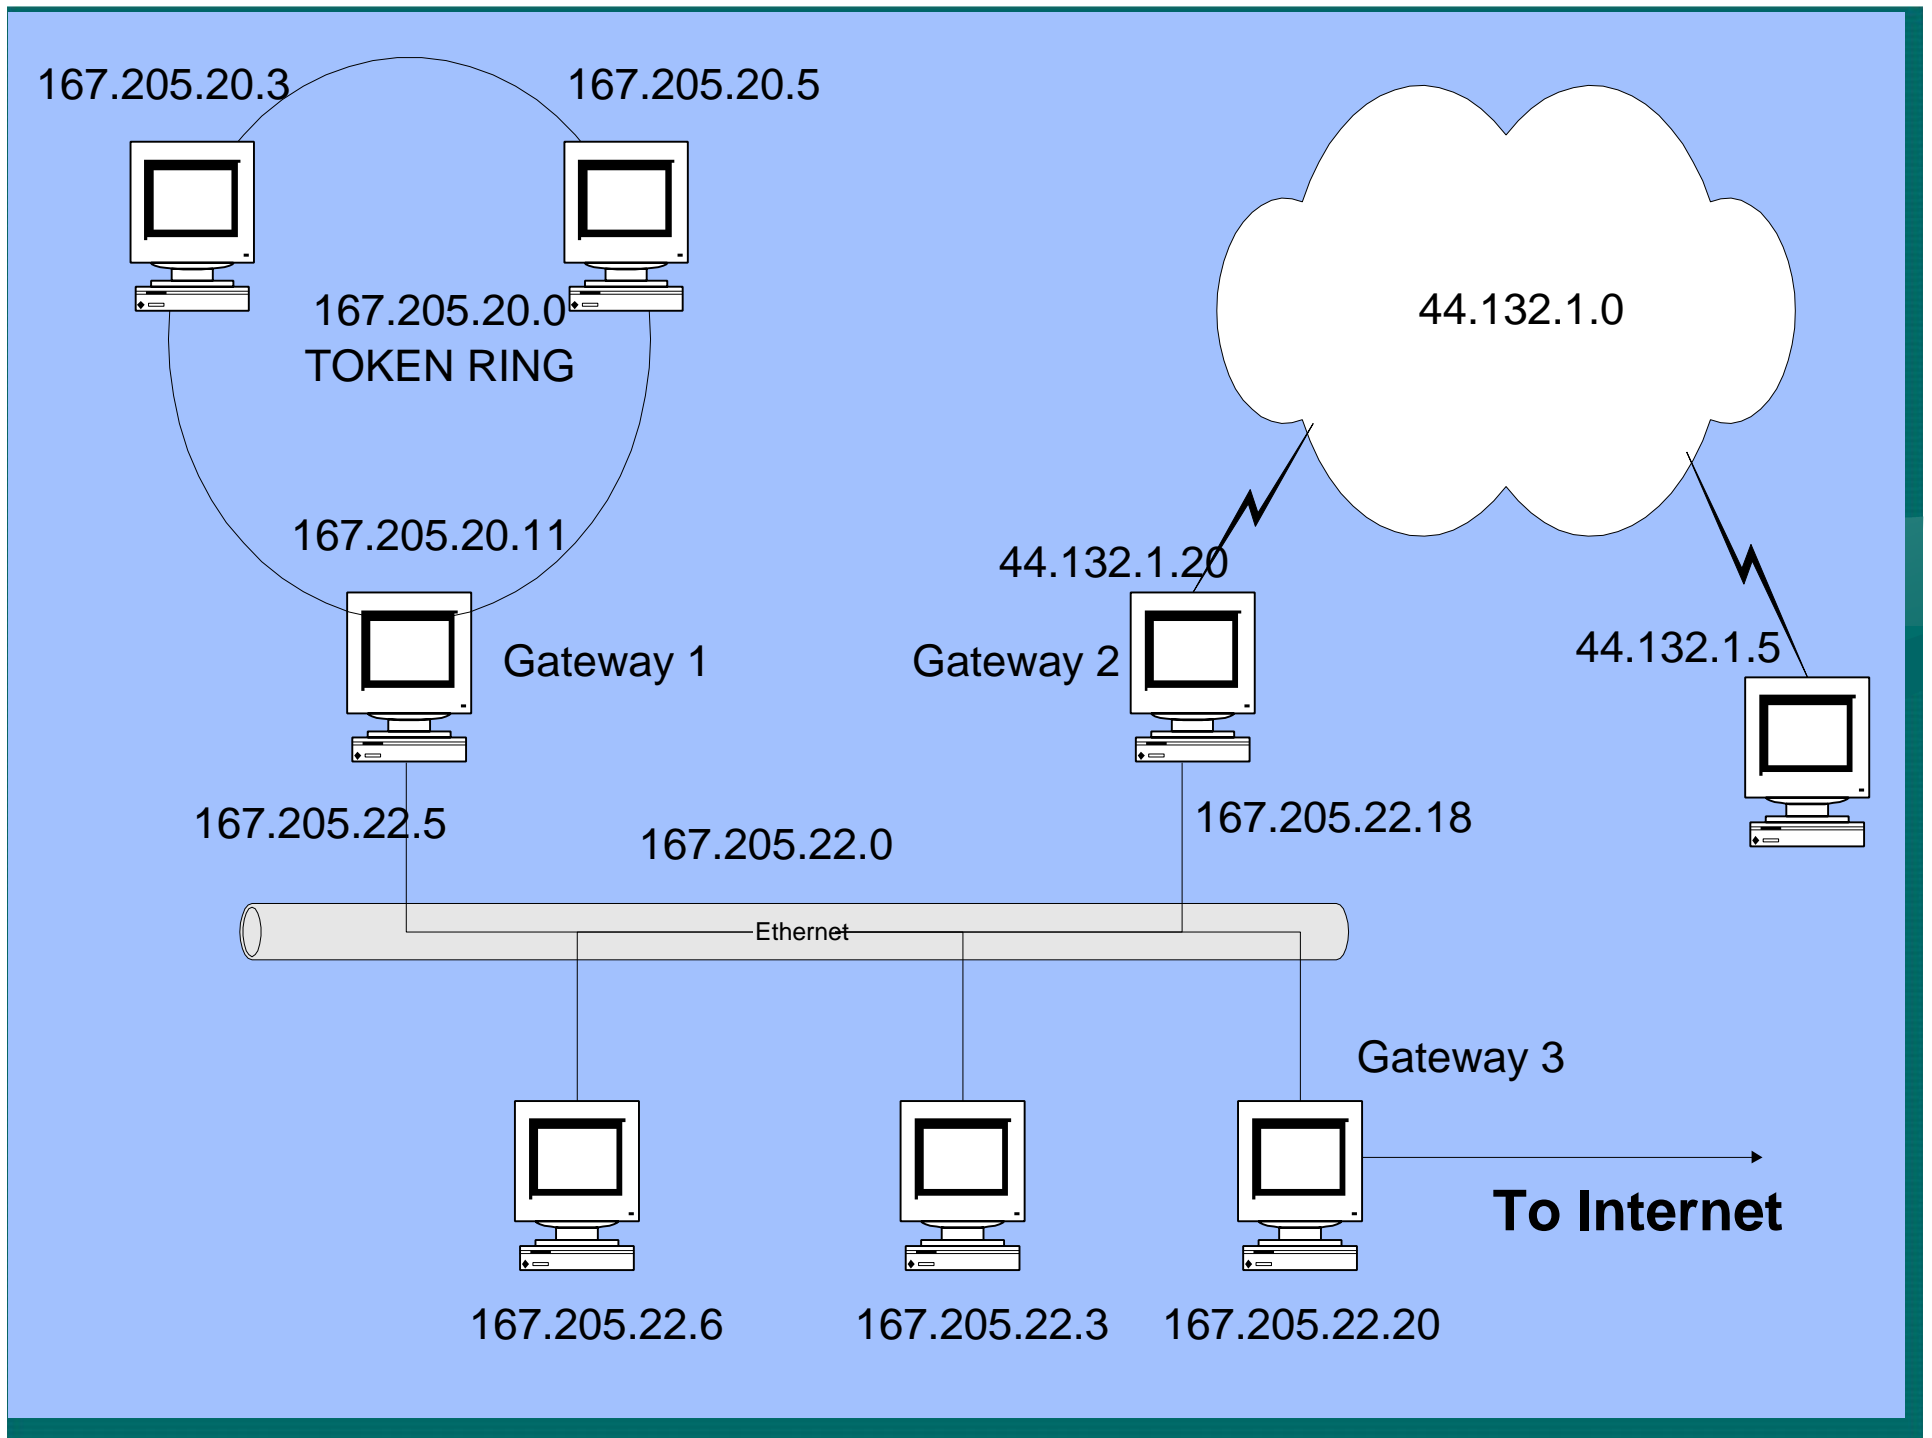 167.205.20.3
167.205.20.5
167.205.20.0
TOKEN RING
44.132.1.0
167.205.20.11
44.132.1.20
Gateway 1
Gateway 2
44.132.1.5
167.205.22.5
167.205.22.0
167.205.22.18
Ethernet
Gateway 3
To Internet
167.205.22.6
167.205.22.3
167.205.22.20